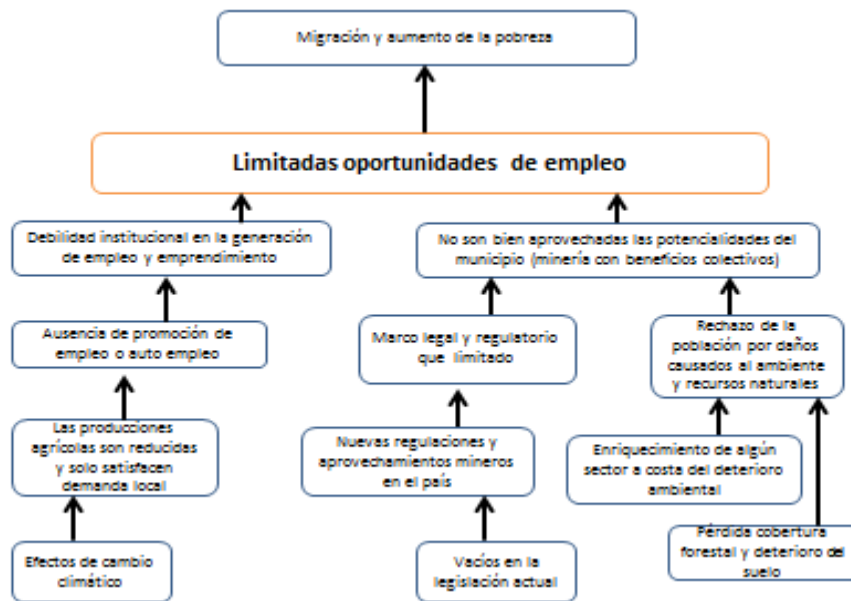 Migración y aumento de la pobreza
Limitadas oportunidades de empleo
Debilidad institucional en la generación
de empleo y emprendimiento
No son bien aprovechadas las potencialidades del
municipio (minería con beneficios colectivos)
Ausencia de promoción de
empleo o auto empleo
Marco legal y regulatorio
que limitado
Rechazo de la
población por daños
causados al ambiente
y recursos naturales
Las producciones
agrícolas son reducidas
y solo satisfacen
demanda local
Nuevas regulaciones y
aprovechamientos mineros
en el país
Enriquecimiento de algún
sector a costa del deterioro
ambiental
Efectos de cambio
climático
Vacíos en la
legislación actual
Pérdida cobertura
forestal y deterioro del
suelo